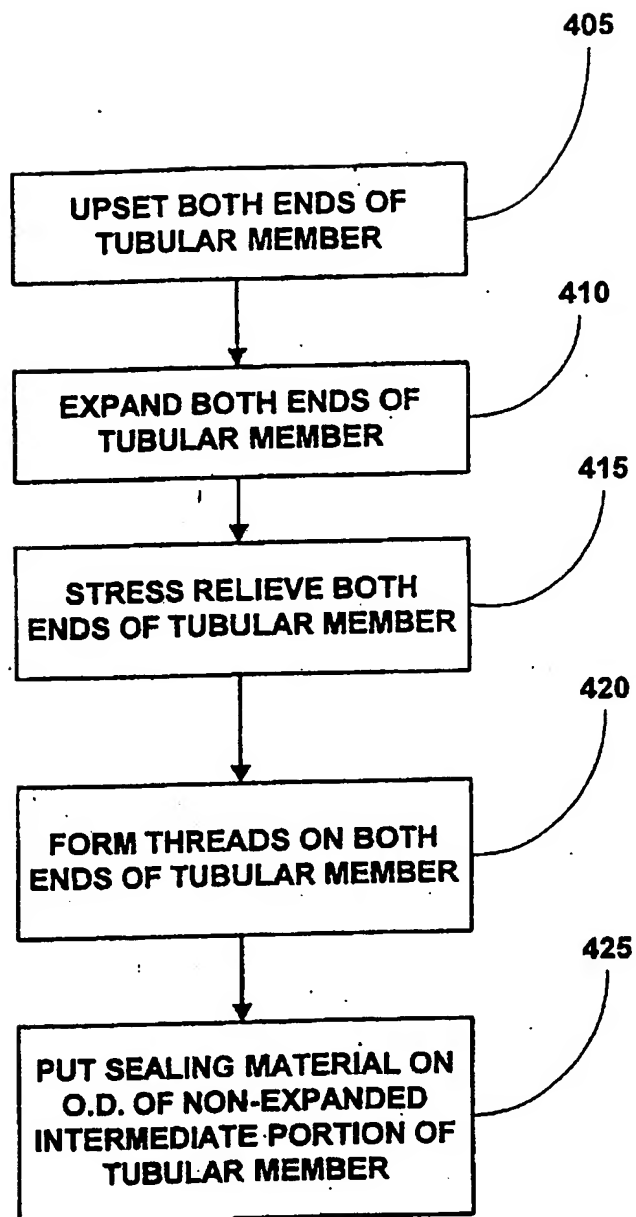 405
UPSET BOTH ENDS OF
TUBULAR MEMBER
410
EXPAND BOTH ENDS OF
TUBULAR MEMBER
415
STRESS RELIEVE BOTH
ENDS OF TUBULAR MEMBER
420
FORM THREADS ON BOTH
ENDS OF TUBULAR MEMBER
425
PUT SEALING MATERIAL ON
O.D. OF NON-EXPANDED
INTERMEDIATE PORTION OF
TUBULAR MEMBER